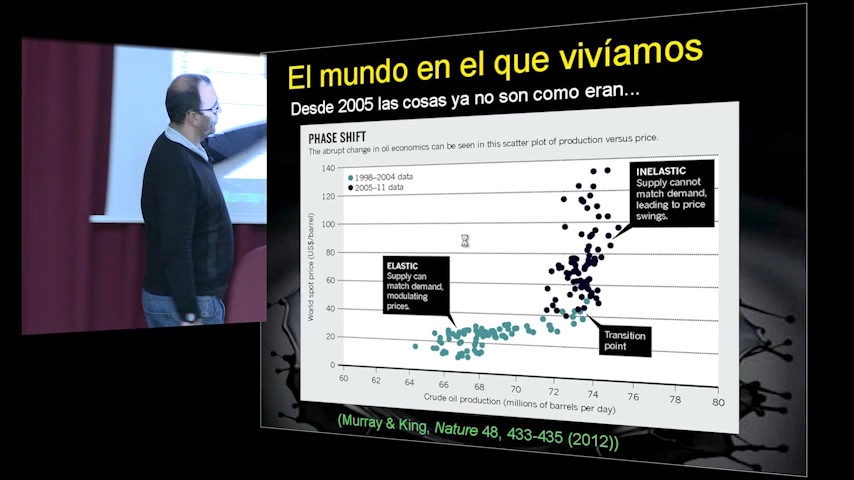 El mundo en el que vivíamos
Desde 2005 las cosas ya no son como eran...
PHASE SHIFT
The abrupt change in oil economics can be seen in this scatter plot of production versus price.
1998–2004 data
2005–11 data
INELASTIC
Supply cannot
match demand,
leading to price
swings.
ELASTIC
Supply can
match demand,
modulating
prices.
Transition
point
World spot price (US$/barrel)
140
120
100
80
60
40
20
0
60 62 64 66 68 70 72 74 76 78 80
Crude oil production (millions of barrels per day)
(Murray & King, Nature 48, 433-435 (2012))